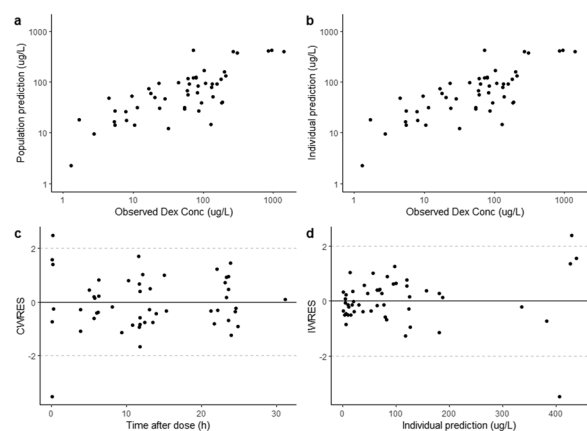 a
Population prediction (ug/L)
1000
100
10
1
1 10 100 1000
Observed Dex Conc (ug/L)
b
Individual prediction (ug/L)
1000
100
10
1
1 10 100 1000
Observed Dex Conc (ug/L)
c
CWRES
2
0
-2
0 10 20 30
Time after dose (h)
d
IWRES
2
0
-2
0 100 200 300 400
Individual prediction (ug/L)